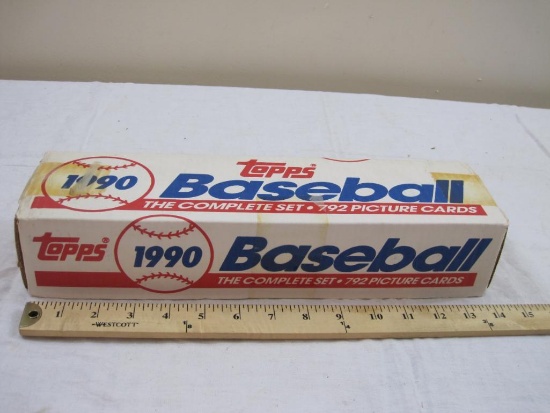 Topps
1990 Baseball
THE COMPLETE SET • 792 PICTURE CARDS
Topps 1990 Baseball
THE COMPLETE SET • 792 PICTURE CARDS
1 2 3 4 5 6 7 8 9 10 11 12 13 14 15
WESTCOTT